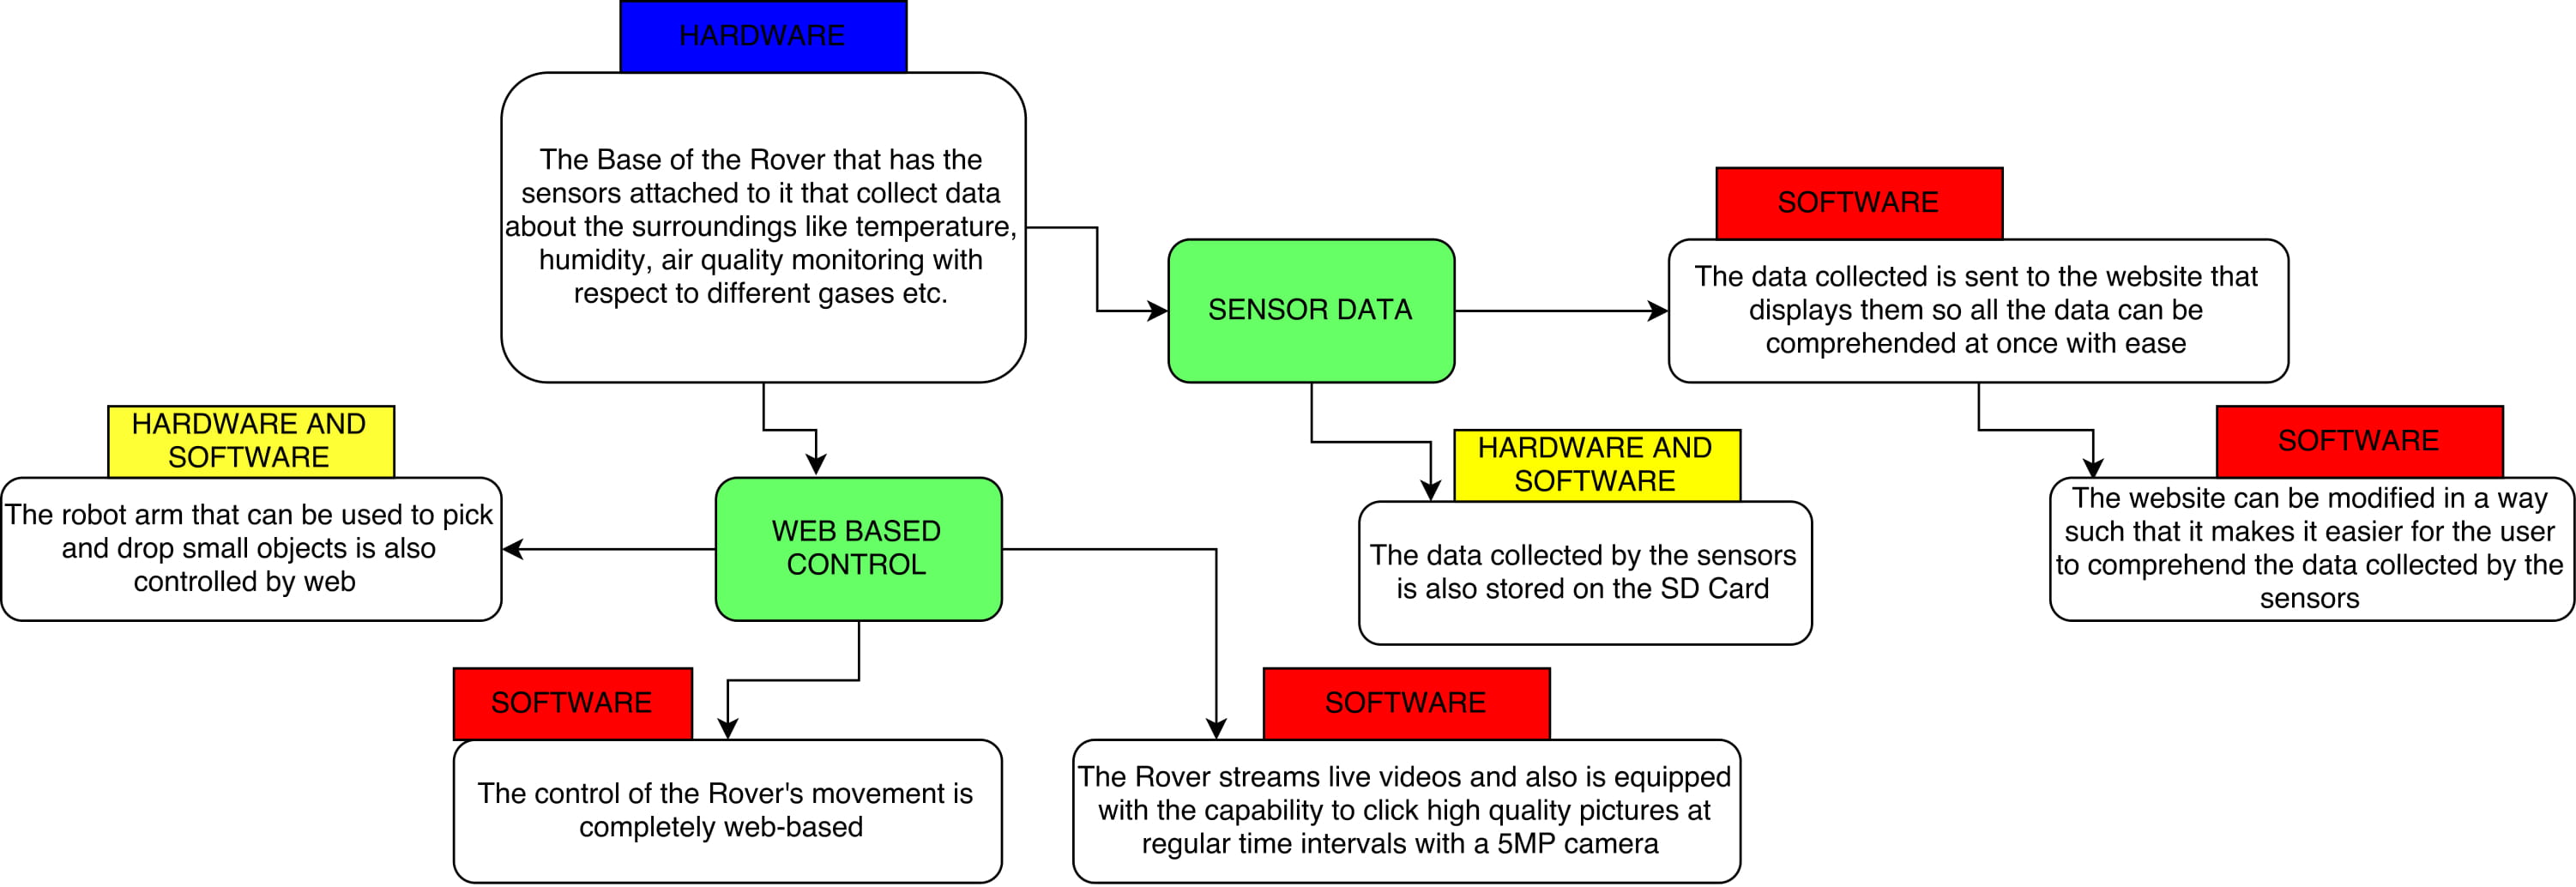 HARDWARE
The Base of the Rover that has the
sensors attached to it that collect data
about the surroundings like temperature,
humidity, air quality monitoring with
respect to different gases etc.
SENSOR DATA
SOFTWARE
The data collected is sent to the website that
displays them so all the data can be
comprehended at once with ease
HARDWARE AND
SOFTWARE
The robot arm that can be used to pick
and drop small objects is also
controlled by web
WEB BASED
CONTROL
HARDWARE AND
SOFTWARE
The data collected by the sensors
is also stored on the SD Card
SOFTWARE
The website can be modified in a way
such that it makes it easier for the user
to comprehend the data collected by the
sensors
SOFTWARE
The control of the Rover's movement is
completely web-based
SOFTWARE
The Rover streams live videos and also is equipped
with the capability to click high quality pictures at
regular time intervals with a 5MP camera